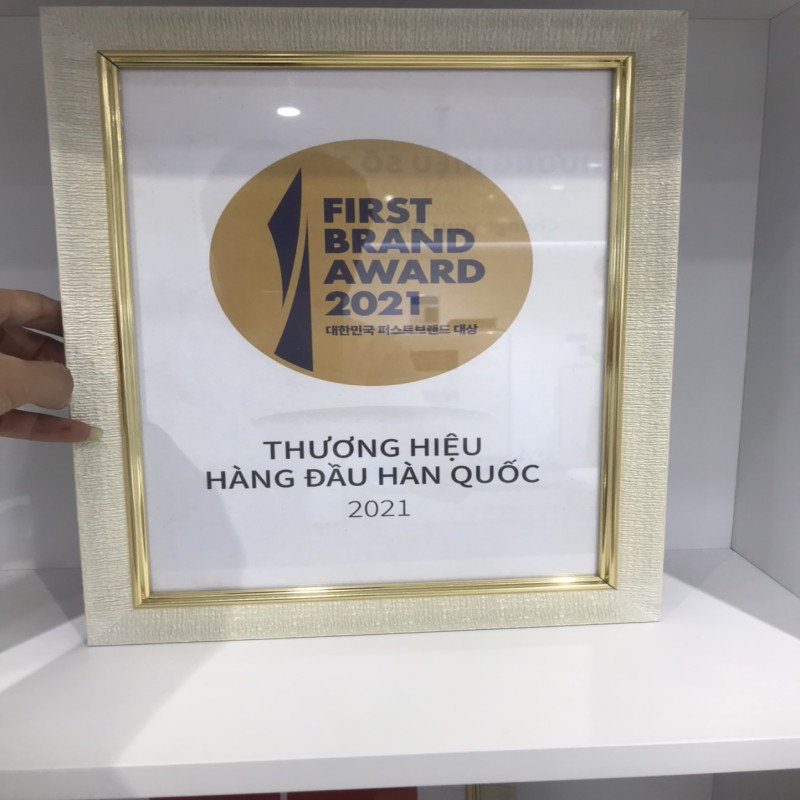 FIRST
BRAND
AWARD
2021
대한민국 퍼스트브랜드 대상
THƯƠNG HIỆU
HÀNG ĐẦU HÀN QUỐC
2021